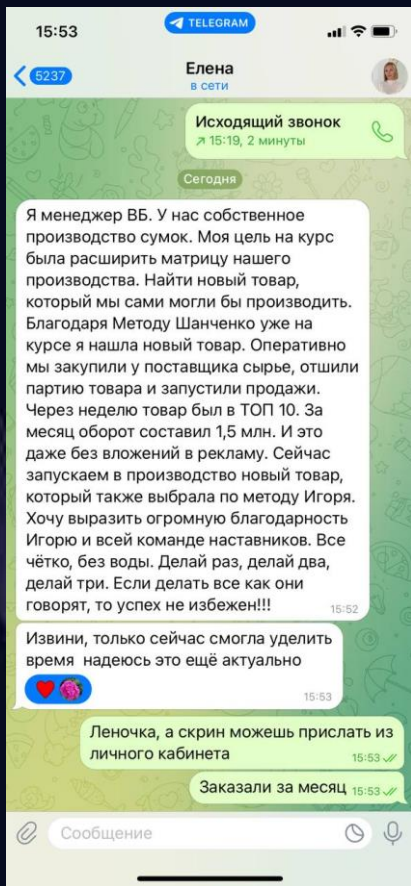 15:53
TELEGRAM
5237
Елена
в сети
Исходящий звонок
15:19, 2 минуты
Сегодня
Я менеджер ВБ. У нас собственное
производство сумок. Моя цель на курс
была расширить матрицу нашего
производства. Найти новый товар,
который мы сами могли бы производить.
Благодаря Методу Шанченко уже на
курсе я нашла новый товар. Оперативно
мы закупили у поставщика сырье, отшили
партию товара и запустили продажи.
Через неделю товар был в ТОП 10. За
месяц оборот составил 1,5 млн. И это
даже без вложений в рекламу. Сейчас
запускаем в производство новый товар,
который также выбрала по методу Игоря.
Хочу выразить огромную благодарность
Игорю и всей команде наставников. Все
чётко, без воды. Делай раз, делай два,
делай три. Если делать все как они
говорят, то успех не избежен!!!
15:52
Извини, только сейчас смогла уделить
время надеюсь это ещё актуально
15:53
Леночка, а скрин можешь прислать из
личного кабинета
15:53
Заказали за месяц 15:53
Сообщение